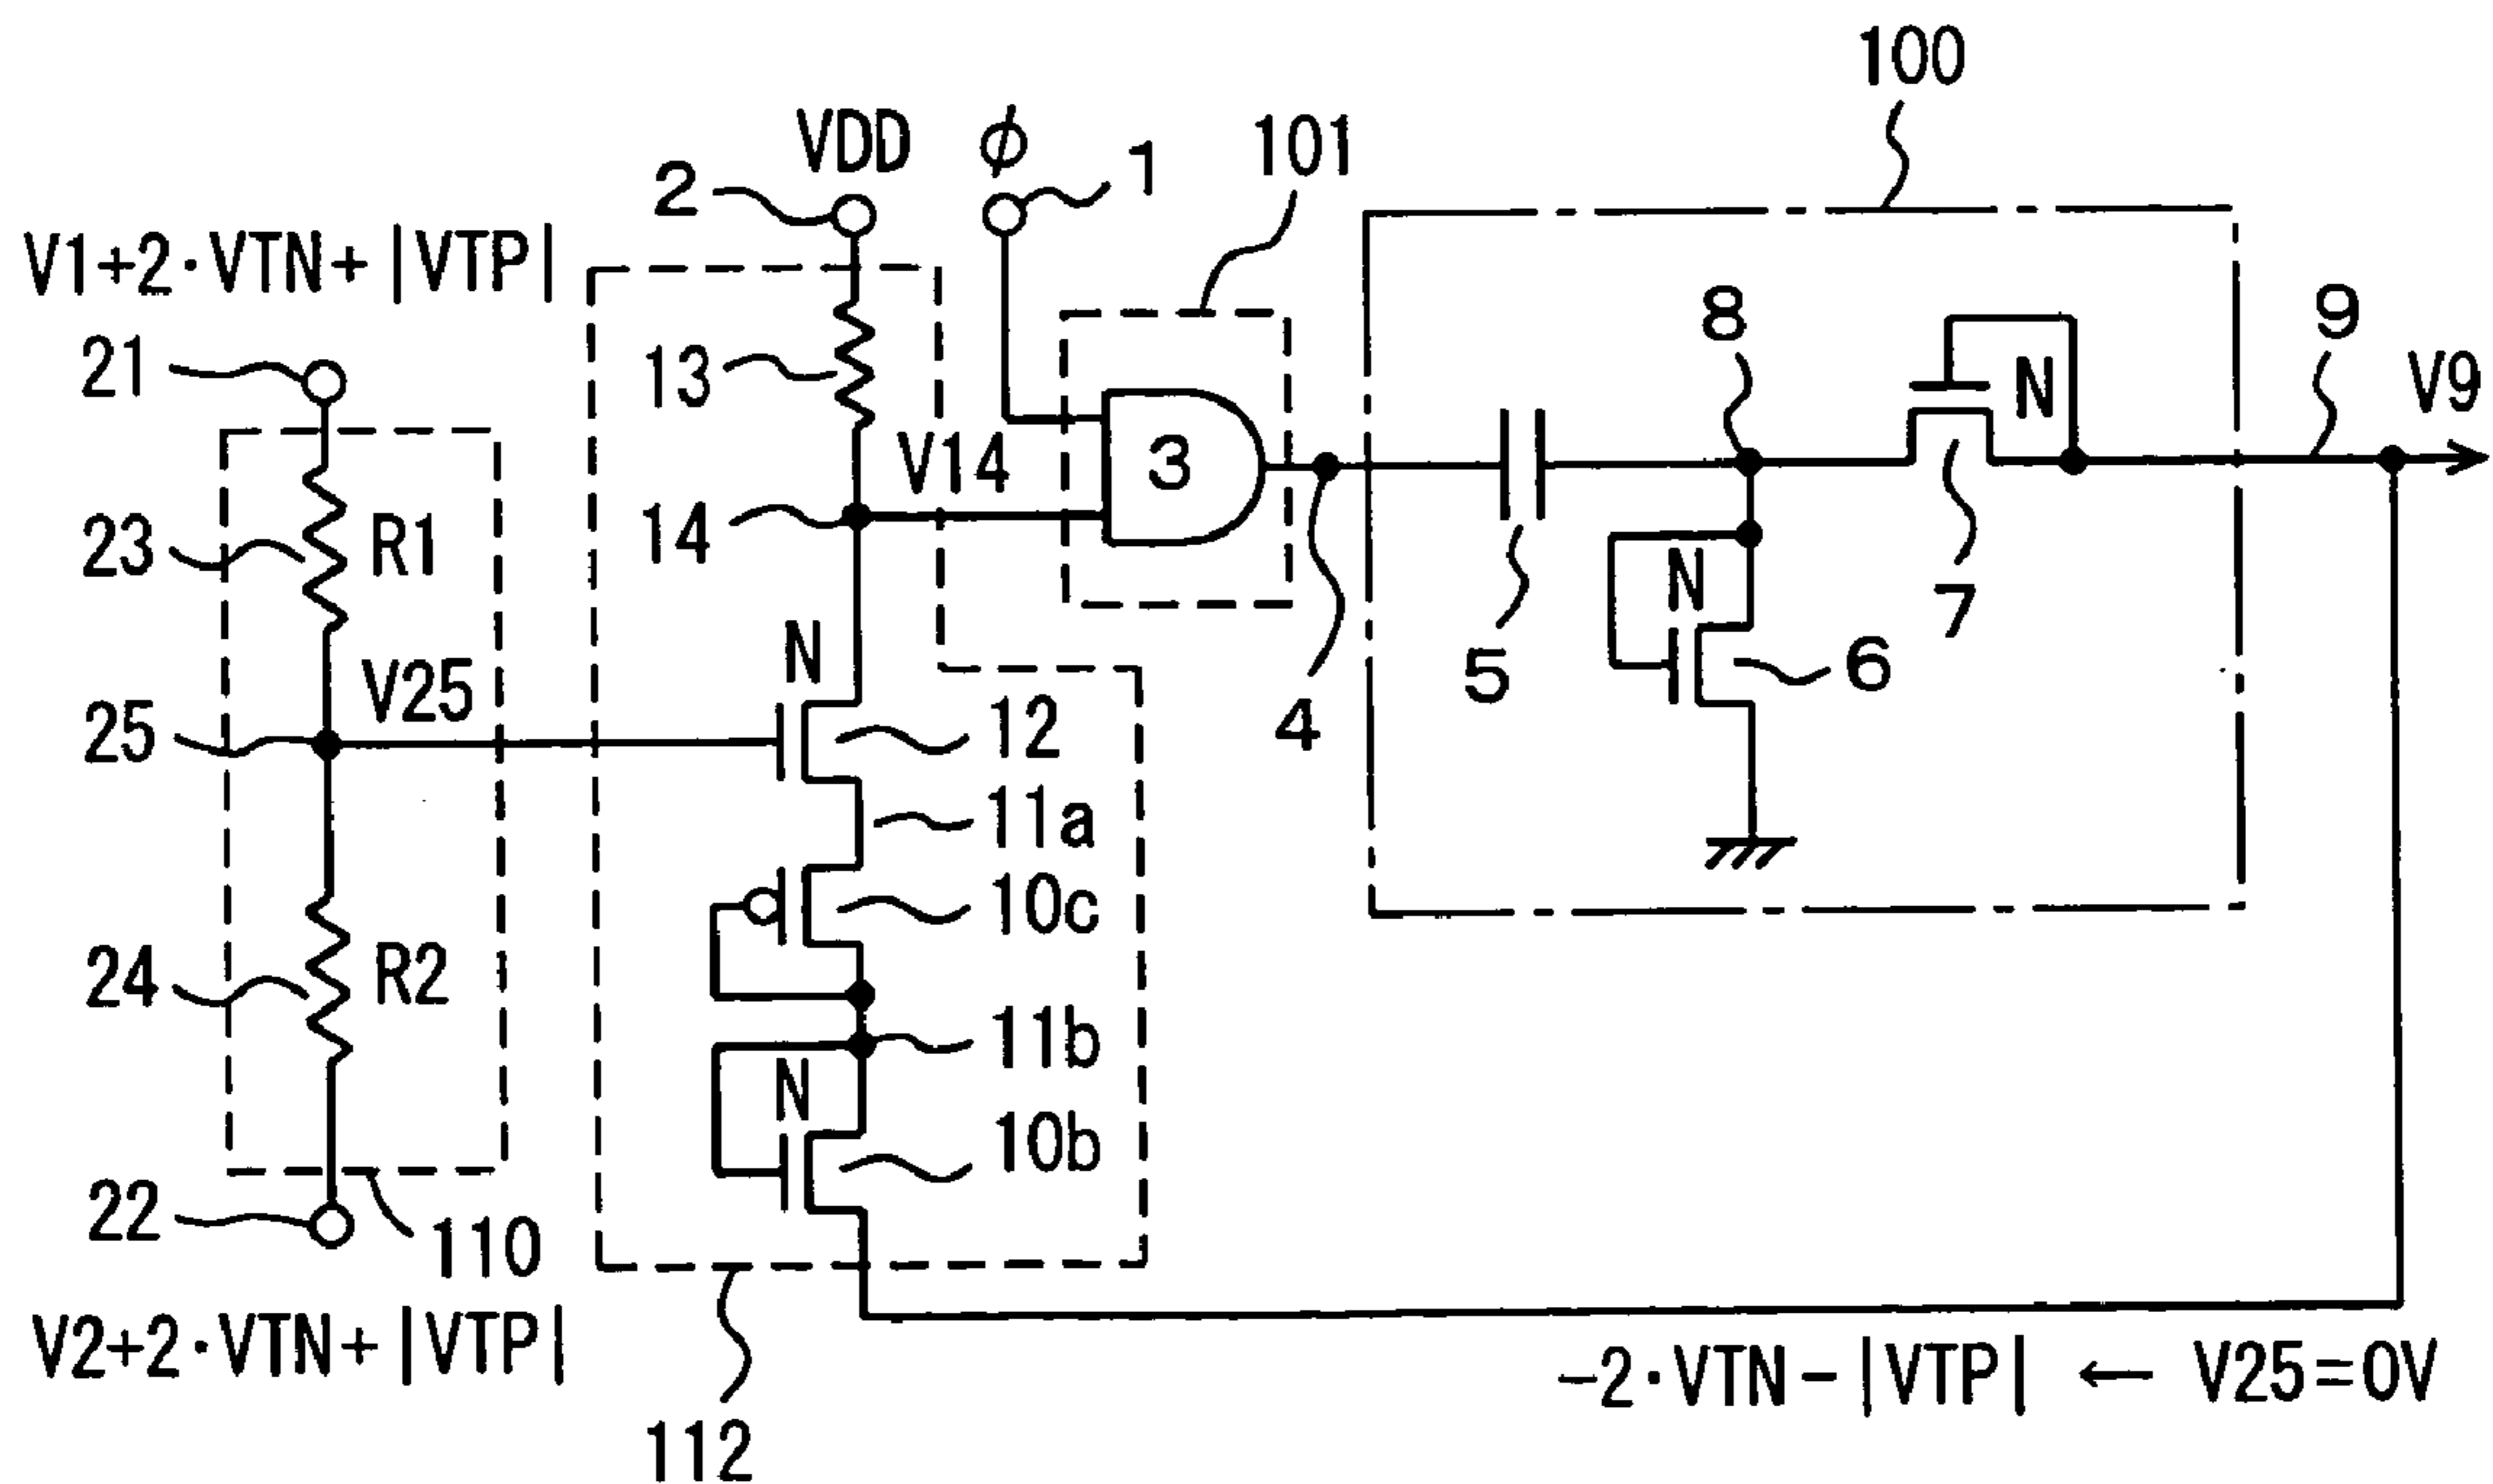 100
VDD
ϕ
1
101
2
V1+2·VTN+|VTP|
8
9
21
13
N
V9
V14
3
23
R1
14
N
7
N
V25
5
6
25
12
4
11a
10c
24
R2
11b
N
10b
22
110
V2+2·VTN+|VTP|
-2·VTN-|VTP| ← V25=0V
112